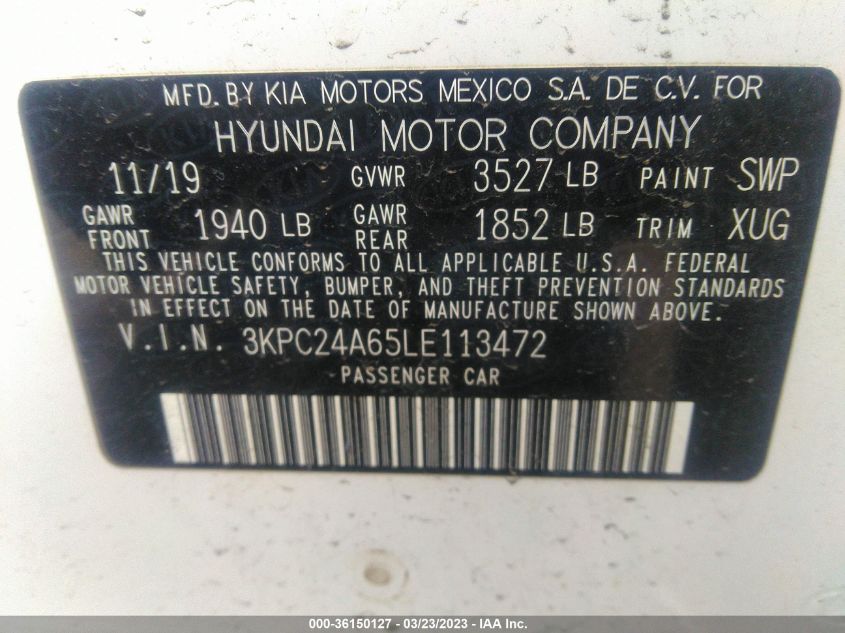 MFD. BY KIA MOTORS MEXICO S.A. DE C.V. FOR
HYUNDAI MOTOR COMPANY
11/19 GVWR 3527 LB PAINT SWP
GAWR FRONT 1940 LB GAWR REAR 1852 LB TRIM XUG
THIS VEHICLE CONFORMS TO ALL APPLICABLE U.S.A. FEDERAL
MOTOR VEHICLE SAFETY, BUMPER, AND THEFT PREVENTION STANDARDS
IN EFFECT ON THE DATE OF MANUFACTURE SHOWN ABOVE.
V.I.N. 3KPC24A65LE113472
PASSENGER CAR
000-36150127 - 03/23/2023 - IAA Inc.